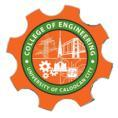 COLLEGE OF ENGINEERING
UNIVERSITY OF CALOOCAN CITY